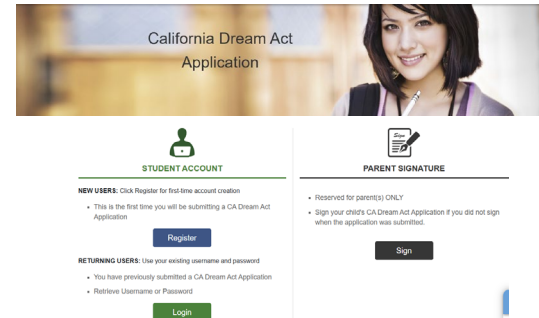 California Dream Act
Application
STUDENT ACCOUNT
NEW USERS: Click Register for first-time account creation
• This is the first time you will be submitting a CA Dream Act
Application
Register
RETURNING USERS: Use your existing username and password
• You have previously submitted a CA Dream Act Application
• Retrieve Username or Password
Login
Sign
PARENT SIGNATURE
• Reserved for parent(s) ONLY
• Sign your child's CA Dream Act Application if you did not sign
when the application was submitted.
Sign